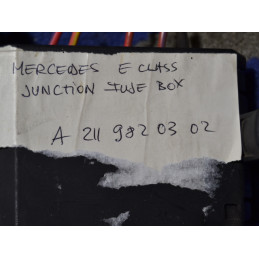 MERCEDES E CLASS
JUNCTION FUSE BOX
A 211 982 03 02